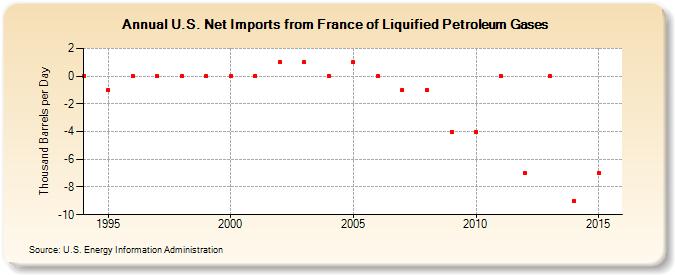 Annual U.S. Net Imports from France of Liquified Petroleum Gases
Thousand Barrels per Day
2
0
-2
-4
-6
-8
-10
1995 2000 2005 2010 2015
Source: U.S. Energy Information Administration